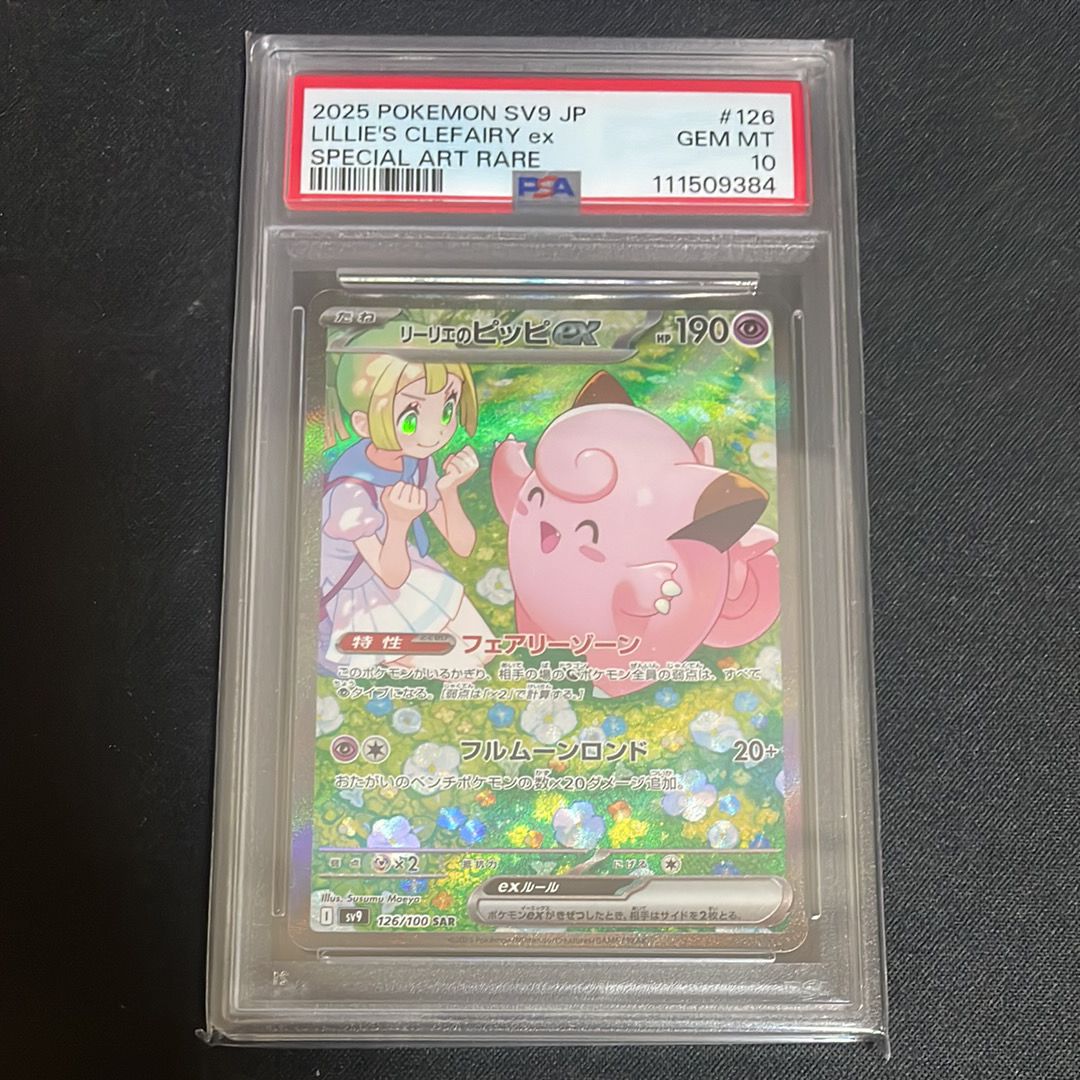 2025 POKEMON SV9 JP #126
LILLIE'S CLEFAIRY ex GEM MT
SPECIAL ART RARE 10
PSA 111509384
たね リーリエのピッピex HP 190
特性 フェアリーゾーン
このポケモンがいるかぎり、相手の場のポケモン全員の弱点は、すべて
タイプになる。[弱点は「×2」で計算する。]
フルムーンロンド 20+
おたがいのベンチポケモンの数×20ダメージ追加。
弱点 ×2 抵抗力 にげる
exルール
ポケモンexがきぜつしたとき、相手はサイドを2枚とる。
Illus. Susumu Maeya
I sv9 126/100 SAR